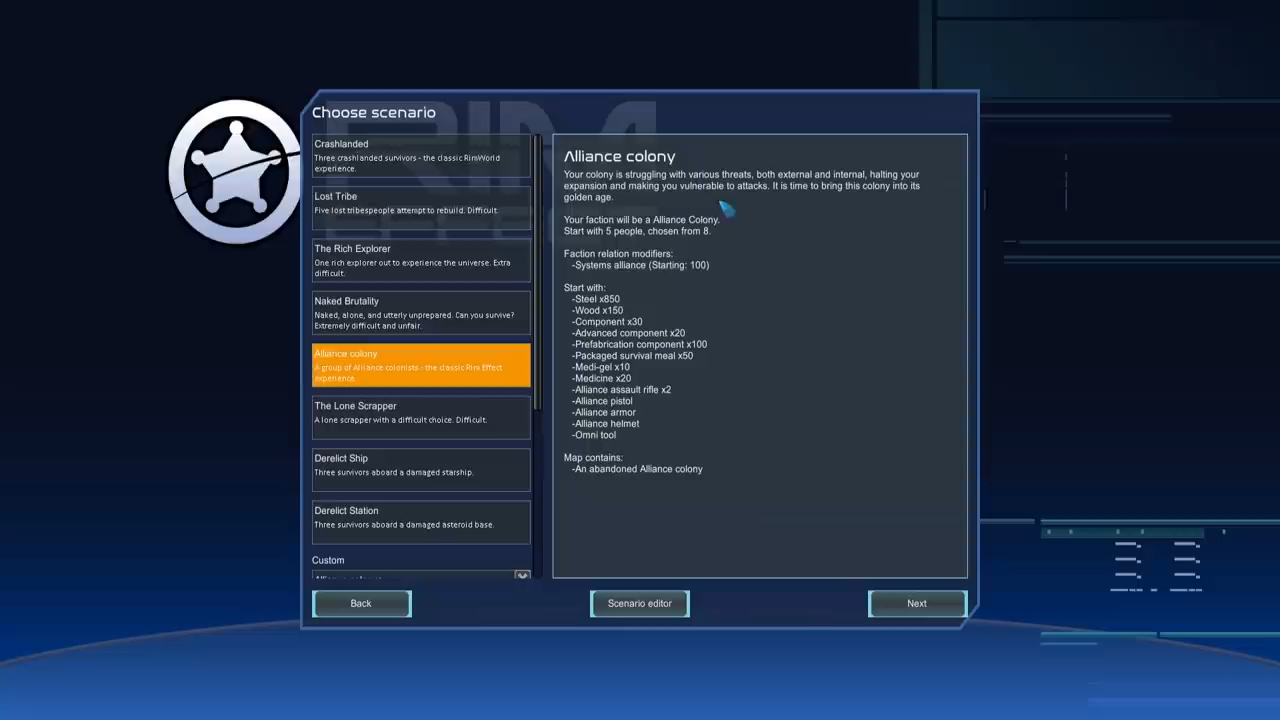 RIM
EFFECT
Choose scenario
Crashlanded
Three crashlanded survivors - the classic RimWorld
experience.
Lost Tribe
Five lost tribespeople attempt to rebuild. Difficult.
The Rich Explorer
One rich explorer out to experience the universe. Extra
difficult.
Naked Brutality
Naked, alone, and utterly unprepared. Can you survive?
Extremely difficult and unfair.
Alliance colony
A group of Alliance colonists - the classic Rim Effect
experience.
The Lone Scrapper
A lone scrapper with a difficult choice. Difficult.
Derelict Ship
Three survivors aboard a damaged starship.
Derelict Station
Three survivors aboard a damaged asteroid base.
Custom
Alliance colony
Your colony is struggling with various threats, both external and internal, halting your
expansion and making you vulnerable to attacks. It is time to bring this colony into its
golden age.
Your faction will be a Alliance Colony.
Start with 5 people, chosen from 8.
Faction relation modifiers:
-Systems alliance (Starting: 100)
Start with:
-Steel x850
-Wood x150
-Component x30
-Advanced component x20
-Prefabrication component x100
-Packaged survival meal x50
-Medi-gel x10
-Medicine x20
-Alliance assault rifle x2
-Alliance pistol
-Alliance armor
-Alliance helmet
-Omni tool
Map contains:
-An abandoned Alliance colony
Back
Scenario editor
Next